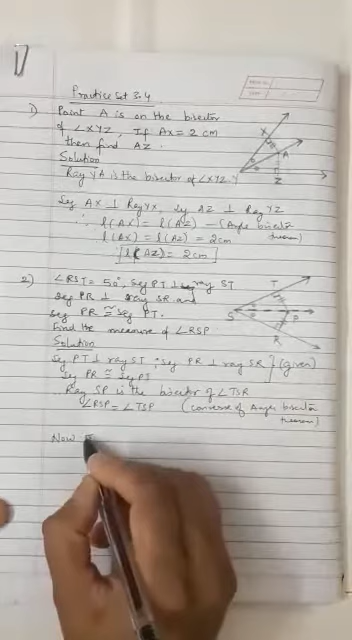 Practice Set 3.4
1) Point A is on the bisector
of ∠XYZ, If AX = 2 cm
then find AZ.
Solution
Ray YA is the bisector of ∠XYZ
X
A
Y
Z
Seg AX ⊥ Ray YX, Seg AZ ⊥ Ray YZ
∴ l(AX) = l(AZ) – (Angle bisector
theorem)
l(AX) = l(AZ) = 2cm
l(AZ) = 2cm
2) ∠RST = 50°, Seg PT ⊥ ray ST
seg PR ⊥ ray SR and
seg PR ≅ seg PT.
Find the measure of ∠RSP
T
S
P
R
Solution
Seg PT ⊥ ray ST ; seg PR ⊥ ray SR } (given)
Seg PR ≅ Seg PT
Ray SP is the bisector of ∠TSR
∠RSP = ∠TSP (Converse of Angle bisector
theorem)
Now